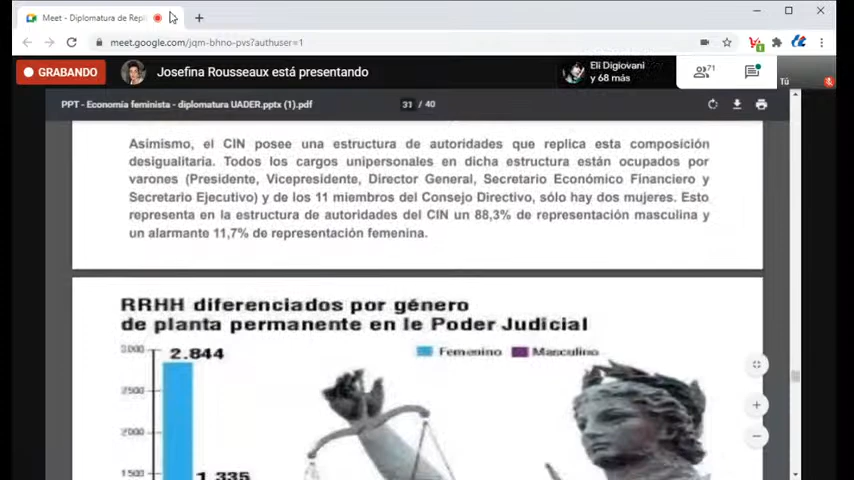 Meet - Diplomatura de Rep
meet.google.com/jqm-bhno-pvs?authuser=1
1
GRABANDO
Josefina Rousseaux está presentando
Eli Digiovani
y 68 más
71
Tú
PPT - Economía feminista - diplomatura UADER.pptx (1).pdf
31 / 40
Asimismo, el CIN posee una estructura de autoridades que replica esta composición
desigualitaria. Todos los cargos unipersonales en dicha estructura están ocupados por
varones (Presidente, Vicepresidente, Director General, Secretario Económico Financiero y
Secretario Ejecutivo) y de los 11 miembros del Consejo Directivo, sólo hay dos mujeres. Esto
representa en la estructura de autoridades del CIN un 88,3% de representación masculina y
un alarmante 11,7% de representación femenina.
RRHH diferenciados por género
de planta permanente en le Poder Judicial
3000
2.844
Femenino
Masculino
2500
2000
1500
1.335